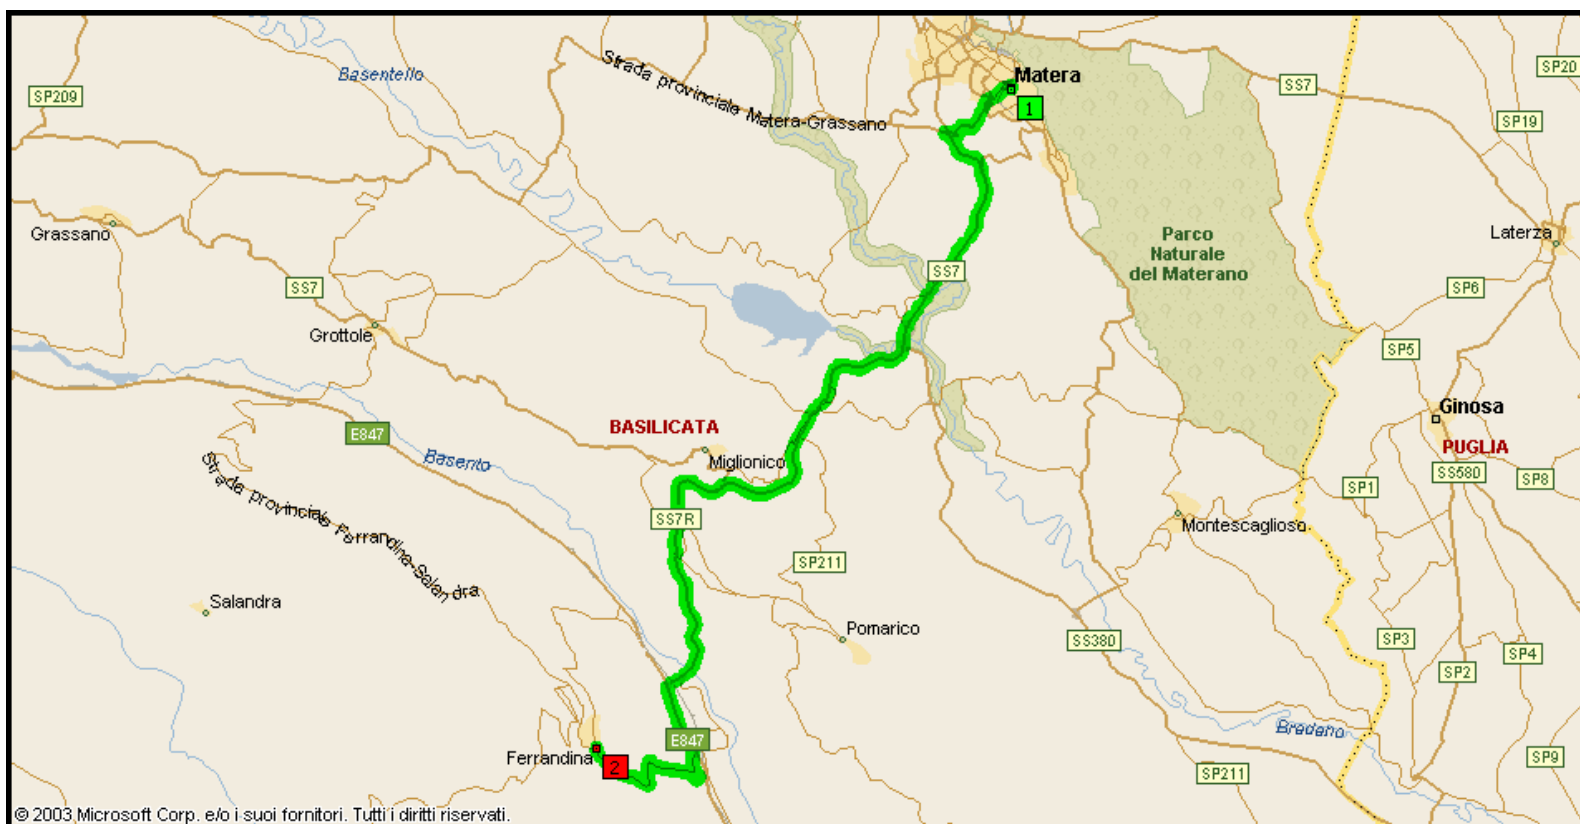 Basentello
Strada provinciale Matera-Grassano
Matera
1
SP209
SS7
SP20
SP19
Grassano
Parco
Naturale
del Materano
Laterza
SS7
SS7
SP6
Grottole
SP5
Ginosa
BASILICATA
PUGLIA
E847
Basento
Miglionico
SS580
SP1
SP8
Strada provinciale Ferrandina-Salandra
SS7R
Montescaglioso
SP211
Salandra
Pomarico
SS380
SP3
SP4
SP2
Bradano
E847
Ferrandina
2
SP211
SP9
© 2003 Microsoft Corp. e/o i suoi fornitori. Tutti i diritti riservati.